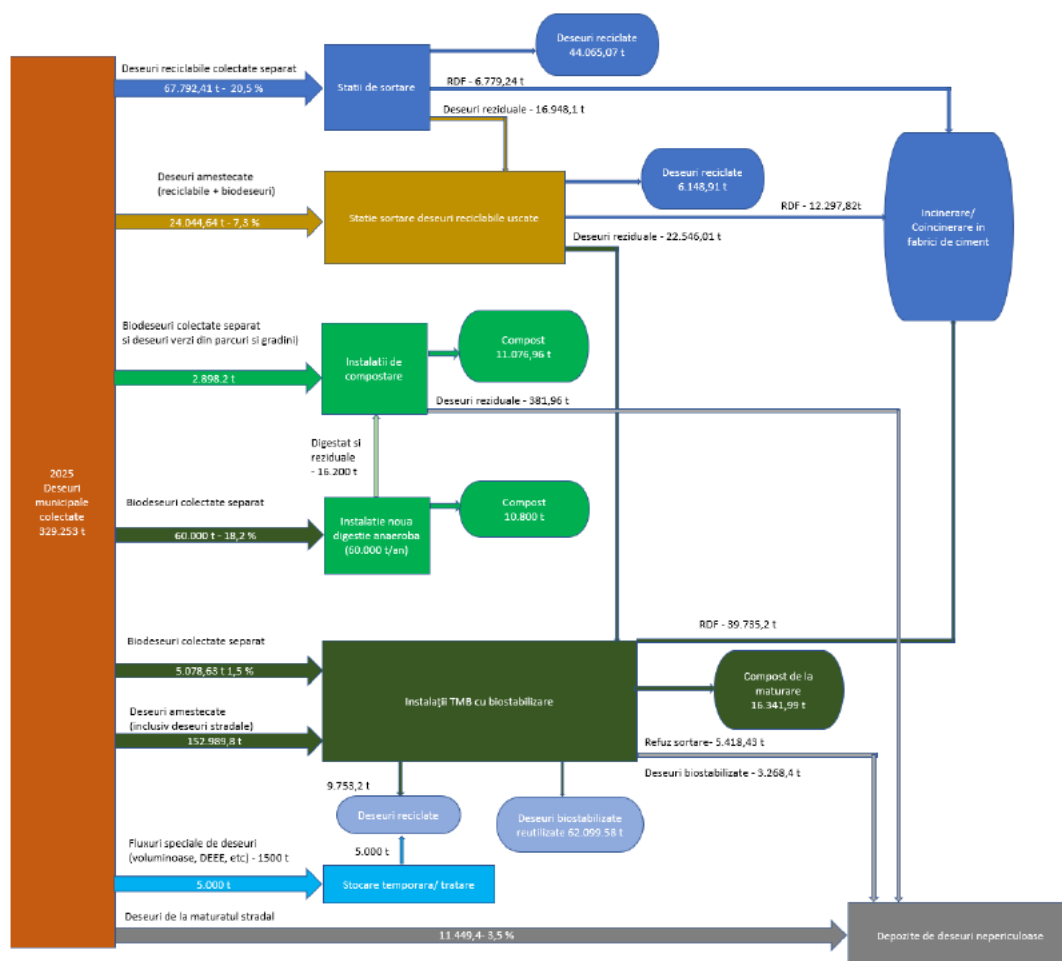 2025
Deseuri
municipale
colectate
329.253 t
Deseuri reciclabile colectate separat
67.792,41 t - 20,5 %
Statii de sortare
Deseuri reciclate
44.065,07 t
RDF - 6.779,24 t
Deseuri reziduale - 16.948,1 t
Deseuri amestecate
(reciclabile + biodeseuri)
24.044,64 t - 7,3 %
Statie sortare deseuri reciclabile uscate
Deseuri reciclate
6.148,91 t
RDF - 12.297,82t
Deseuri reziduale - 22.546,01 t
Incinerare/
Coincinerare in
fabrici de ciment
Biodeseuri colectate separat
si deseuri verzi din parcuri si gradini)
2.898.2 t
Instalatii de
compostare
Compost
11.076,96 t
Deseuri reziduale - 381,96 t
Digestat si
reziduale
- 16.200 t
Biodeseuri colectate separat
60.000 t - 18,2 %
Instalatie noua
digestie anaeroba
(60.000 t/an)
Compost
10.800 t
Biodeseuri colectate separat
5.078,63 t 1,5 %
Deseuri amestecate
(inclusiv deseuri stradale)
152.989,8 t
Instalații TMB cu biostabilizare
RDF - 39.735,2 t
Compost de la
maturare
16.341,99 t
Refuz sortare- 5.418,43 t
Deseuri biostabilizate - 3.268,4 t
9.753,2 t
Deseuri reciclate
Deseuri biostabilizate
reutilizate 62.099.58 t
Fluxuri speciale de deseuri
(voluminoase, DEEE, etc) - 1500 t
5.000 t
5.000 t
Stocare temporara/ tratare
Deseuri de la maturatul stradal
11.449,4- 3,5 %
Depozite de deseuri nepericuloase